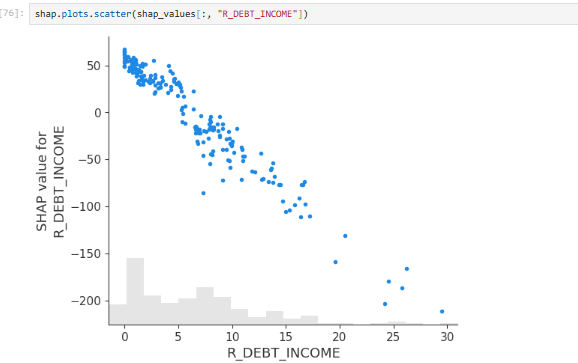 [76]: shap.plots.scatter(shap_values[:, "R_DEBT_INCOME"])
SHAP value for
R_DEBT_INCOME
50
0
−50
−100
−150
−200
0 5 10 15 20 25 30
R_DEBT_INCOME